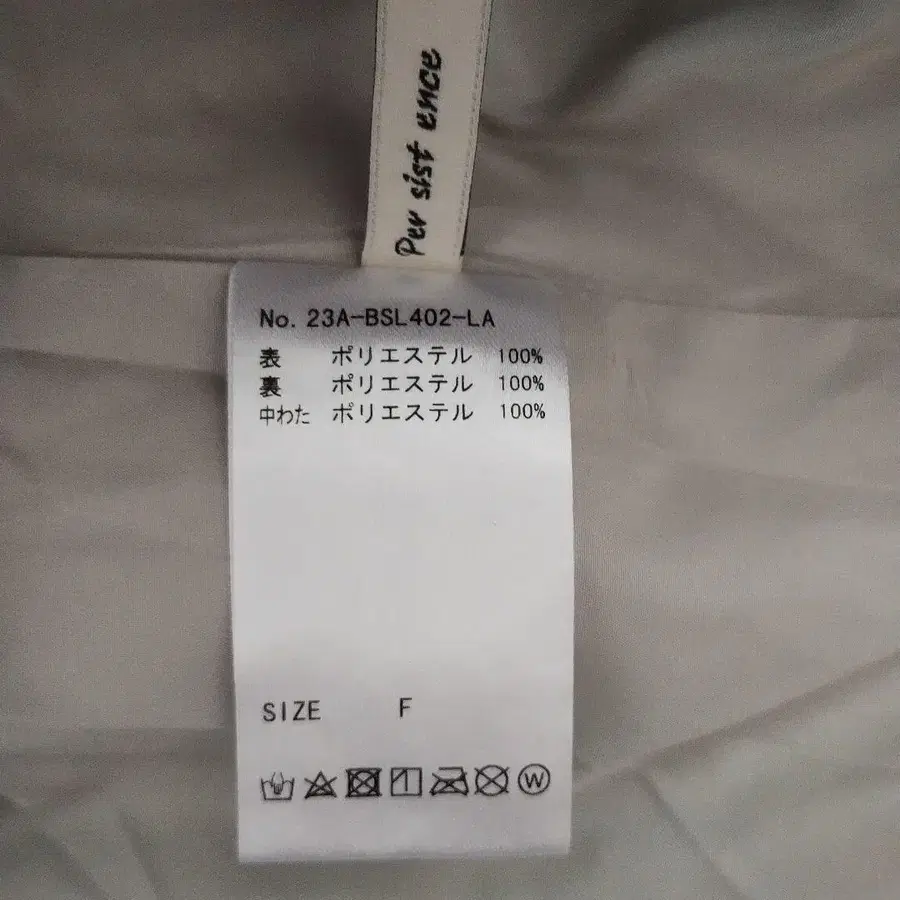 Per sist ence
No. 23A-BSL402-LA
表 ポリエステル 100%
裏 ポリエステル 100%
中わた ポリエステル 100%
SIZE F
W